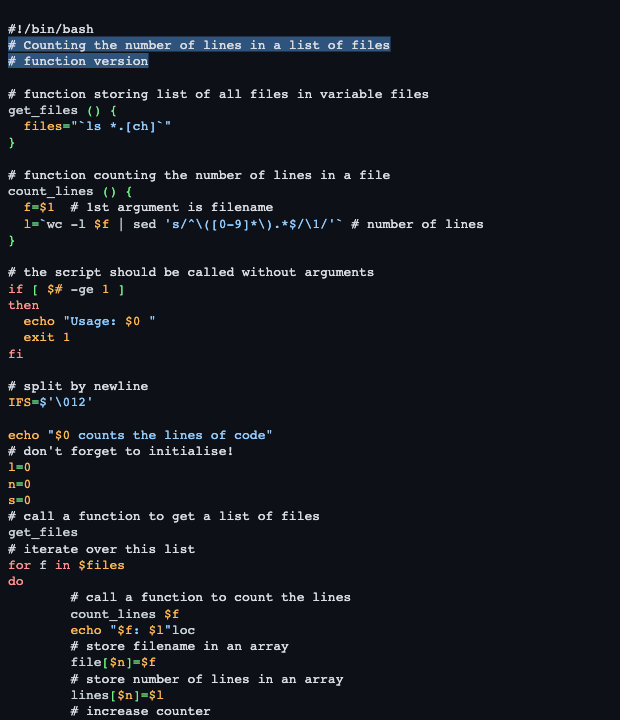 #!/bin/bash
# Counting the number of lines in a list of files
# function version
# function storing list of all files in variable files
get_files () {
  files="`ls *.[ch]`"
}
# function counting the number of lines in a file
count_lines () {
  f=$1  # 1st argument is filename
  l=`wc -l $f | sed 's/^\([0-9]*\).*$/\1/'` # number of lines
}
# the script should be called without arguments
if [ $# -ge 1 ]
then
  echo "Usage: $0 "
  exit 1
fi
# split by newline
IFS=$'\012'
echo "$0 counts the lines of code"
# don't forget to initialise!
l=0
n=0
s=0
# call a function to get a list of files
get_files
# iterate over this list
for f in $files
do
        # call a function to count the lines
        count_lines $f
        echo "$f: $l"loc
        # store filename in an array
        file[$n]=$f
        # store number of lines in an array
        lines[$n]=$l
        # increase counter